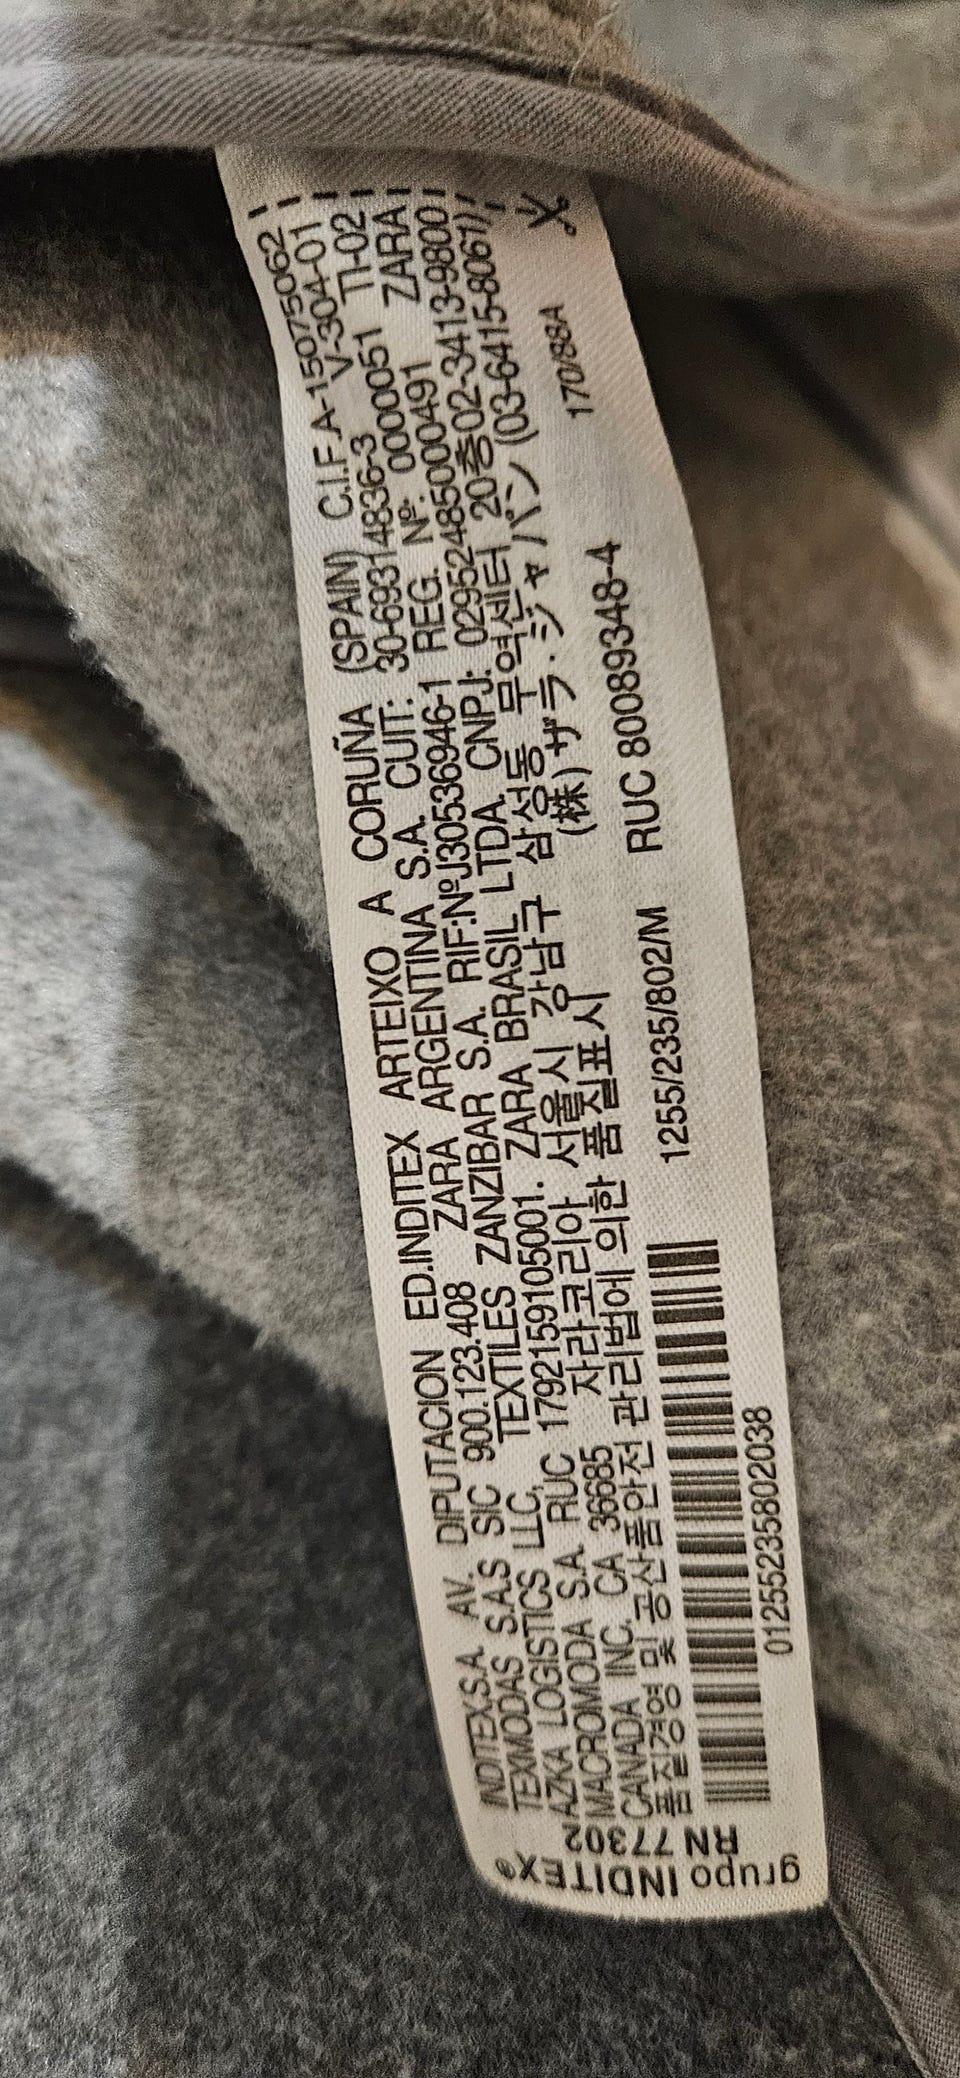 INDITEX.S.A. AV. DIPUTACION ED.INDITEX ARTEIXO A CORUÑA (SPAIN) C.I.F.A-15075062
TEXMODAS S.A.S SIC 900.123.408 ZARA ARGENTINA S.A. CUIT: 30-69314836-3 V-304-01
AZKA LOGISTICS LLC, TEXTILES ZANZIBAR S.A. RIF:NºJ30536946-1 REG. Nº. 0000051 TI-02
MACROMODA S.A. RUC 1792159105001. ZARA BRASIL LTDA. CNPJ: 02952485000491 ZARA
CANADA INC. CA 36685 자라코리아 서울시 강남구 삼성동 무역센터 20층02-3413-9800
품질경영 및 공산품안전 관리법에 의한 품질표시 (株)ザラ.ジャパン (03-6415-8061)
1255/235/802/M RUC 80089348-4 170/88A
01255235802038
grupo INDITEX®
RN 77302